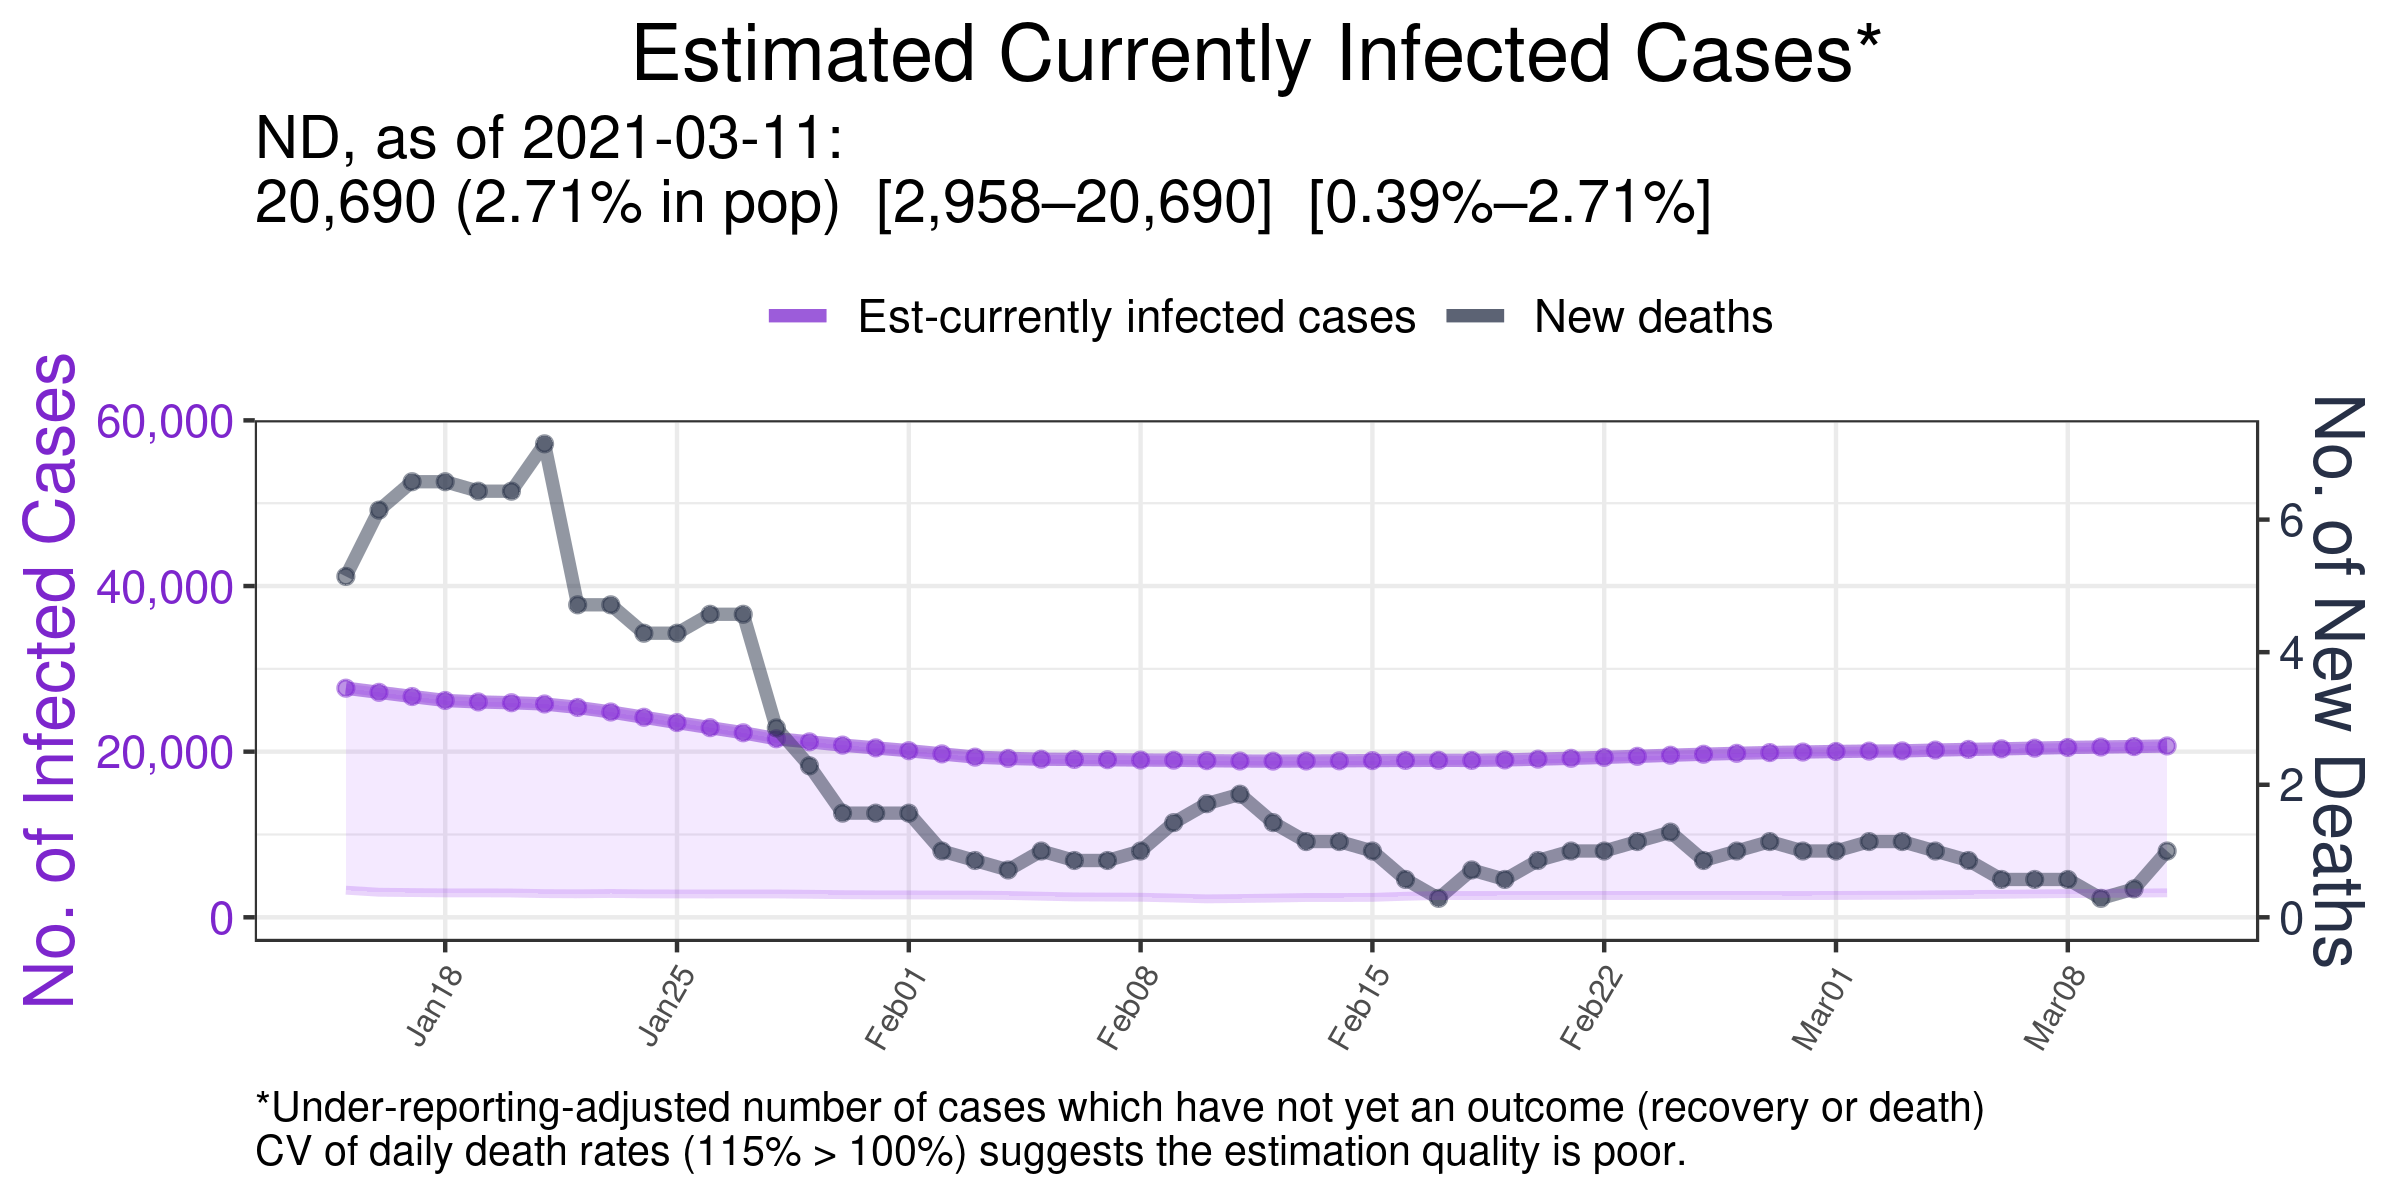 Estimated Currently Infected Cases*
ND, as of 2021-03-11:
20,690 (2.71% in pop)  [2,958–20,690]  [0.39%–2.71%]
Est-currently infected cases
New deaths
No. of Infected Cases
60,000
40,000
20,000
0
No. of New Deaths
6
4
2
0
Jan18
Jan25
Feb01
Feb08
Feb15
Feb22
Mar01
Mar08
*Under-reporting-adjusted number of cases which have not yet an outcome (recovery or death)
CV of daily death rates (115% > 100%) suggests the estimation quality is poor.